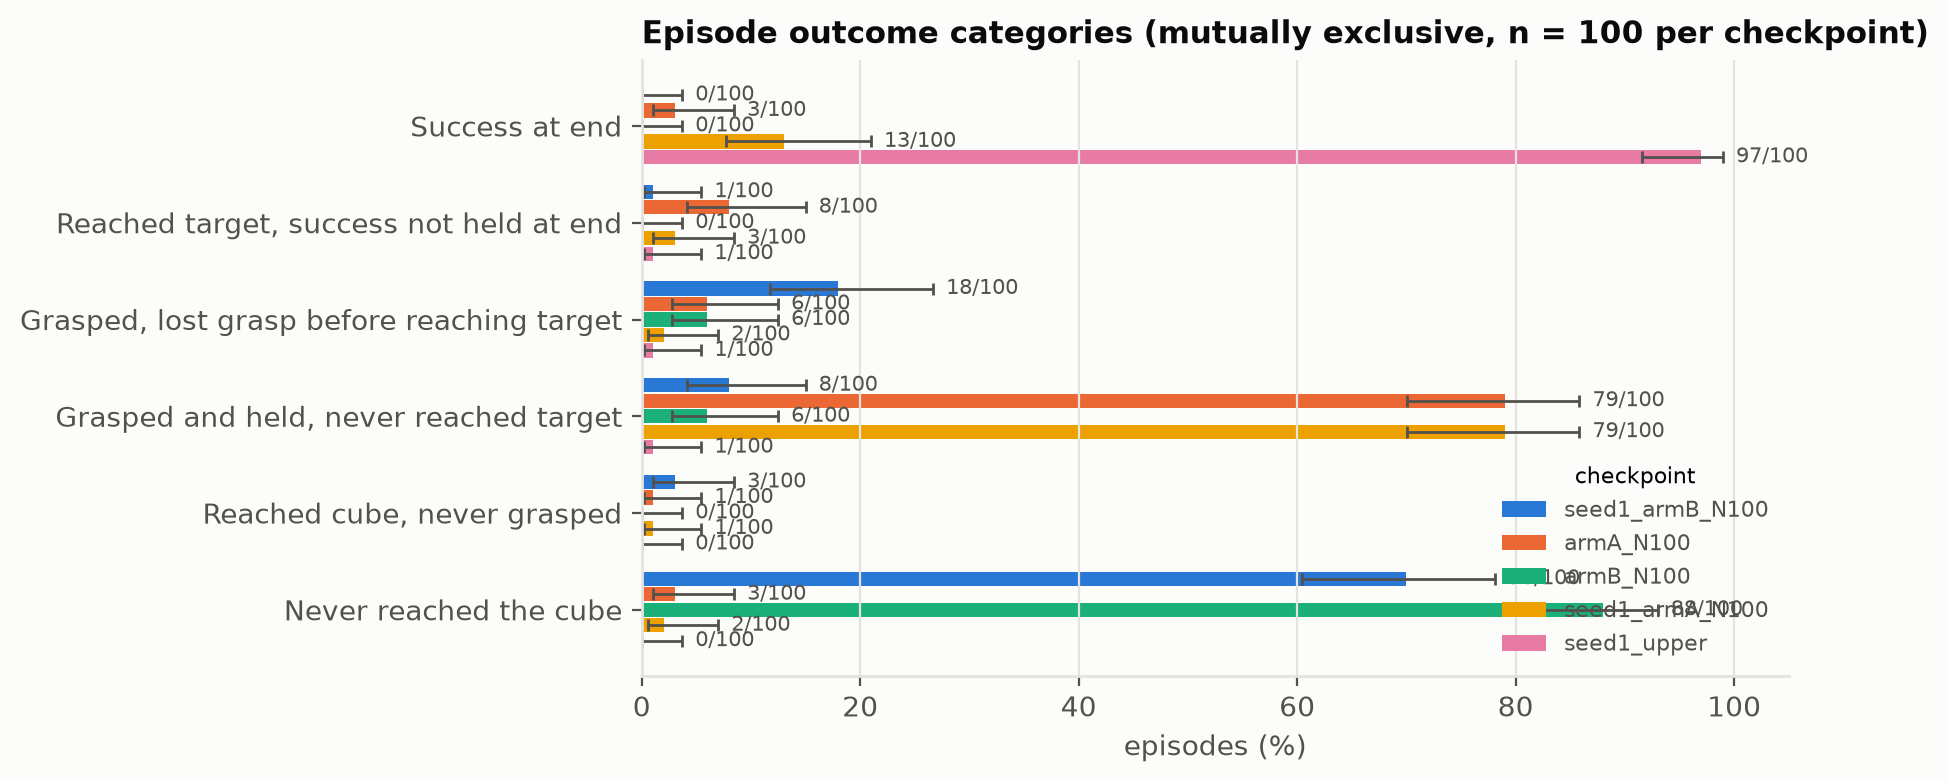 Episode outcome categories (mutually exclusive, n = 100 per checkpoint)
Success at end
0/100
3/100
0/100
13/100
97/100
Reached target, success not held at end
1/100
8/100
0/100
3/100
1/100
Grasped, lost grasp before reaching target
18/100
6/100
6/100
2/100
1/100
Grasped and held, never reached target
8/100
79/100
6/100
79/100
1/100
Reached cube, never grasped
3/100
1/100
0/100
1/100
0/100
Never reached the cube
/100
3/100
88/100
2/100
0/100
checkpoint
seed1_armB_N100
armA_N100
armB_N100
seed1_armA_N100
seed1_upper
0 20 40 60 80 100
episodes (%)